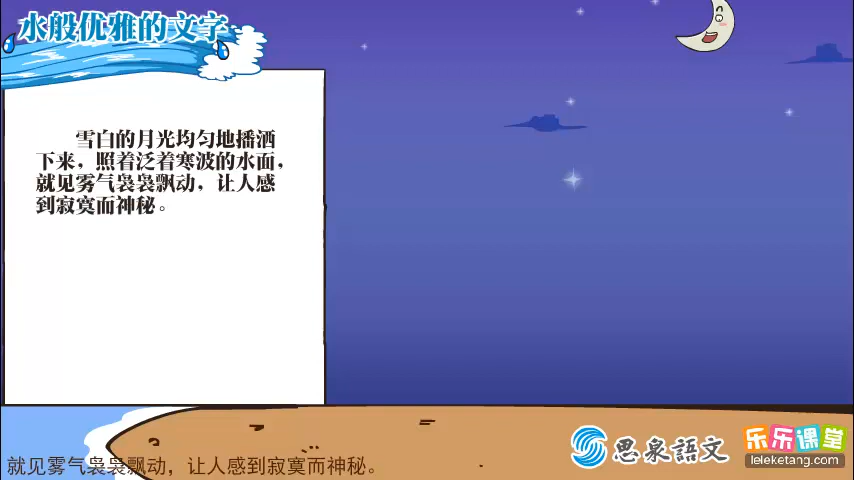 水般优雅的文字
雪白的月光均匀地播洒
下来，照着泛着寒波的水面，
就见雾气袅袅飘动，让人感
到寂寞而神秘。
思泉語文
乐乐课堂
leleketang.com
就见雾气袅袅飘动，让人感到寂寞而神秘。